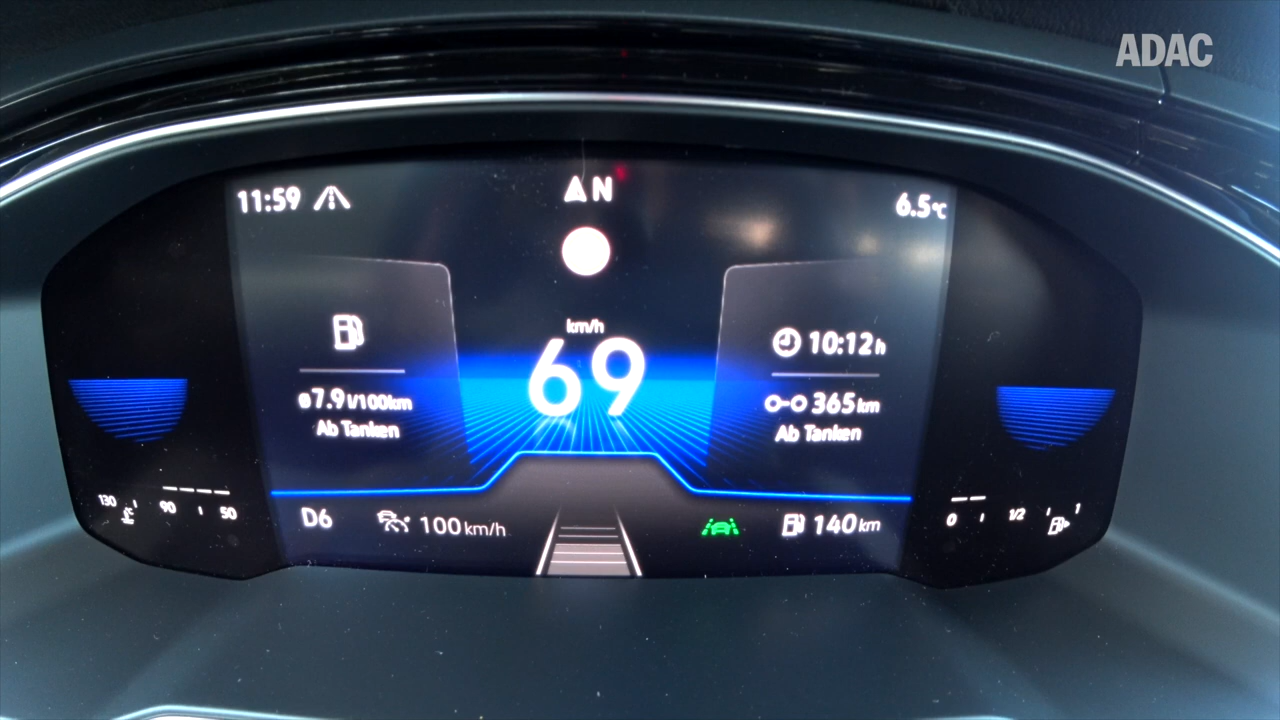 ADAC
11:59
N
6.5°C
km/h
69
10:12h
ø7.9 l/100km
Ab Tanken
365 km
Ab Tanken
130
90
50
D6
100 km/h
140 km
0
1/2
1